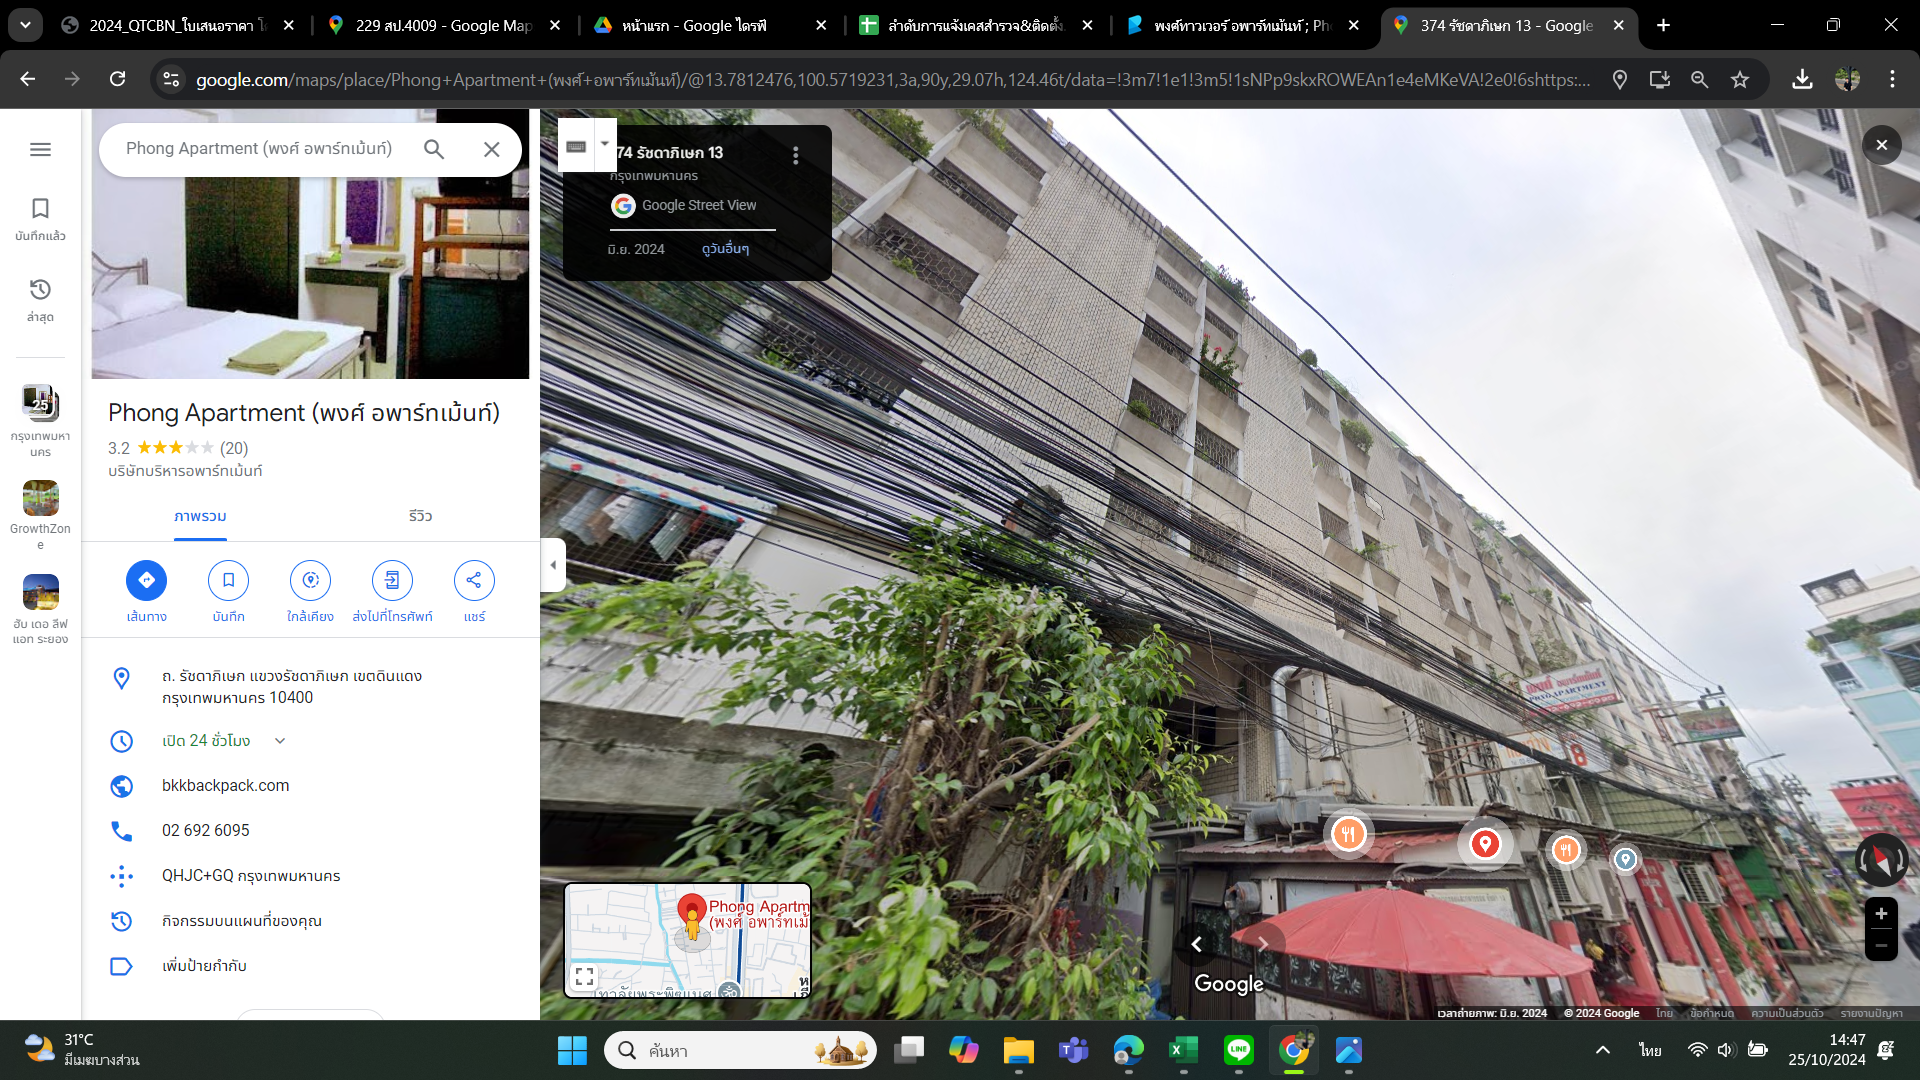 2024_QTCBN_ใบเสนอราคา
229 สป.4009 - Google Map
หน้าแรก - Google ไดรฟ์
ลำดับการแจ้งเคสสำรวจ&ติดตั้ง
พงศ์ทาวเวอร์ อพาร์ทเม้นท์ ; Pho
374 รัชดาภิเษก 13 - Google
google.com/maps/place/Phong+Apartment+(พงศ์+อพาร์ทเม้นท์)/@13.7812476,100.5719231,3a,90y,29.07h,124.46t/data=!3m7!1e1!3m5!1sNPp9skxROWEAn1e4eMKeVA!2e0!6shttps:...
Phong Apartment (พงศ์ อพาร์ทเม้นท์)
บันทึกแล้ว
ล่าสุด
25
กรุงเทพมหา
นคร
GrowthZon
e
ฮับ เดอ ลีฟ
แอท ระยอง
Phong Apartment (พงศ์ อพาร์ทเม้นท์)
3.2 (20)
บริษัทบริหารอพาร์ทเม้นท์
ภาพรวม
รีวิว
เส้นทาง
บันทึก
ใกล้เคียง
ส่งไปที่โทรศัพท์
แชร์
ถ. รัชดาภิเษก แขวงรัชดาภิเษก เขตดินแดง
กรุงเทพมหานคร 10400
เปิด 24 ชั่วโมง
bkkbackpack.com
02 692 6095
QHJC+GQ กรุงเทพมหานคร
กิจกรรมบนแผนที่ของคุณ
เพิ่มป้ายกำกับ
74 รัชดาภิเษก 13
กรุงเทพมหานคร
Google Street View
มิ.ย. 2024
ดูวันอื่นๆ
APARTMENT
Phong Apartm
(พงศ์ อพาร์ทเม้
Google
เวลาถ่ายภาพ: มิ.ย. 2024
© 2024 Google
ไทย
ข้อกำหนด
ความเป็นส่วนตัว
รายงานปัญหา
31°C
มีเมฆบางส่วน
ค้นหา
LINE
ไทย
14:47
25/10/2024